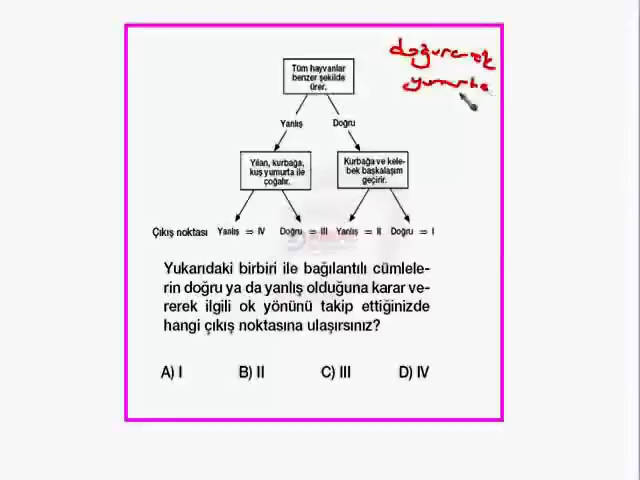 doğurarak
yumurta
Tüm hayvanlar
benzer şekilde
ürer.
Yanlış
Doğru
Yılan, kurbağa,
kuş yumurta ile
çoğalır.
Kurbağa ve kele-
bek başkalaşım
geçirir.
Çıkış noktası Yanlış = IV Doğru = III Yanlış = II Doğru = I
Yukarıdaki birbiri ile bağılantılı cümlele-
rin doğru ya da yanlış olduğuna karar ve-
rerek ilgili ok yönünü takip ettiğinizde
hangi çıkış noktasına ulaşırsınız?
A) I B) II C) III D) IV